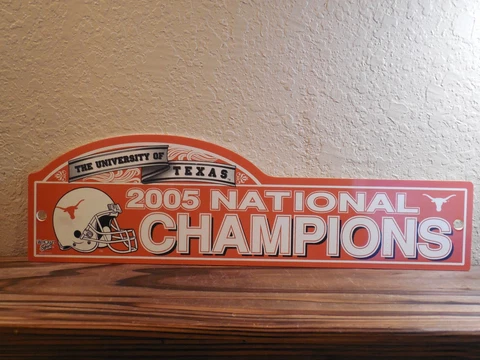 THE UNIVERSITY OF
TEXAS
2005 NATIONAL
CHAMPIONS